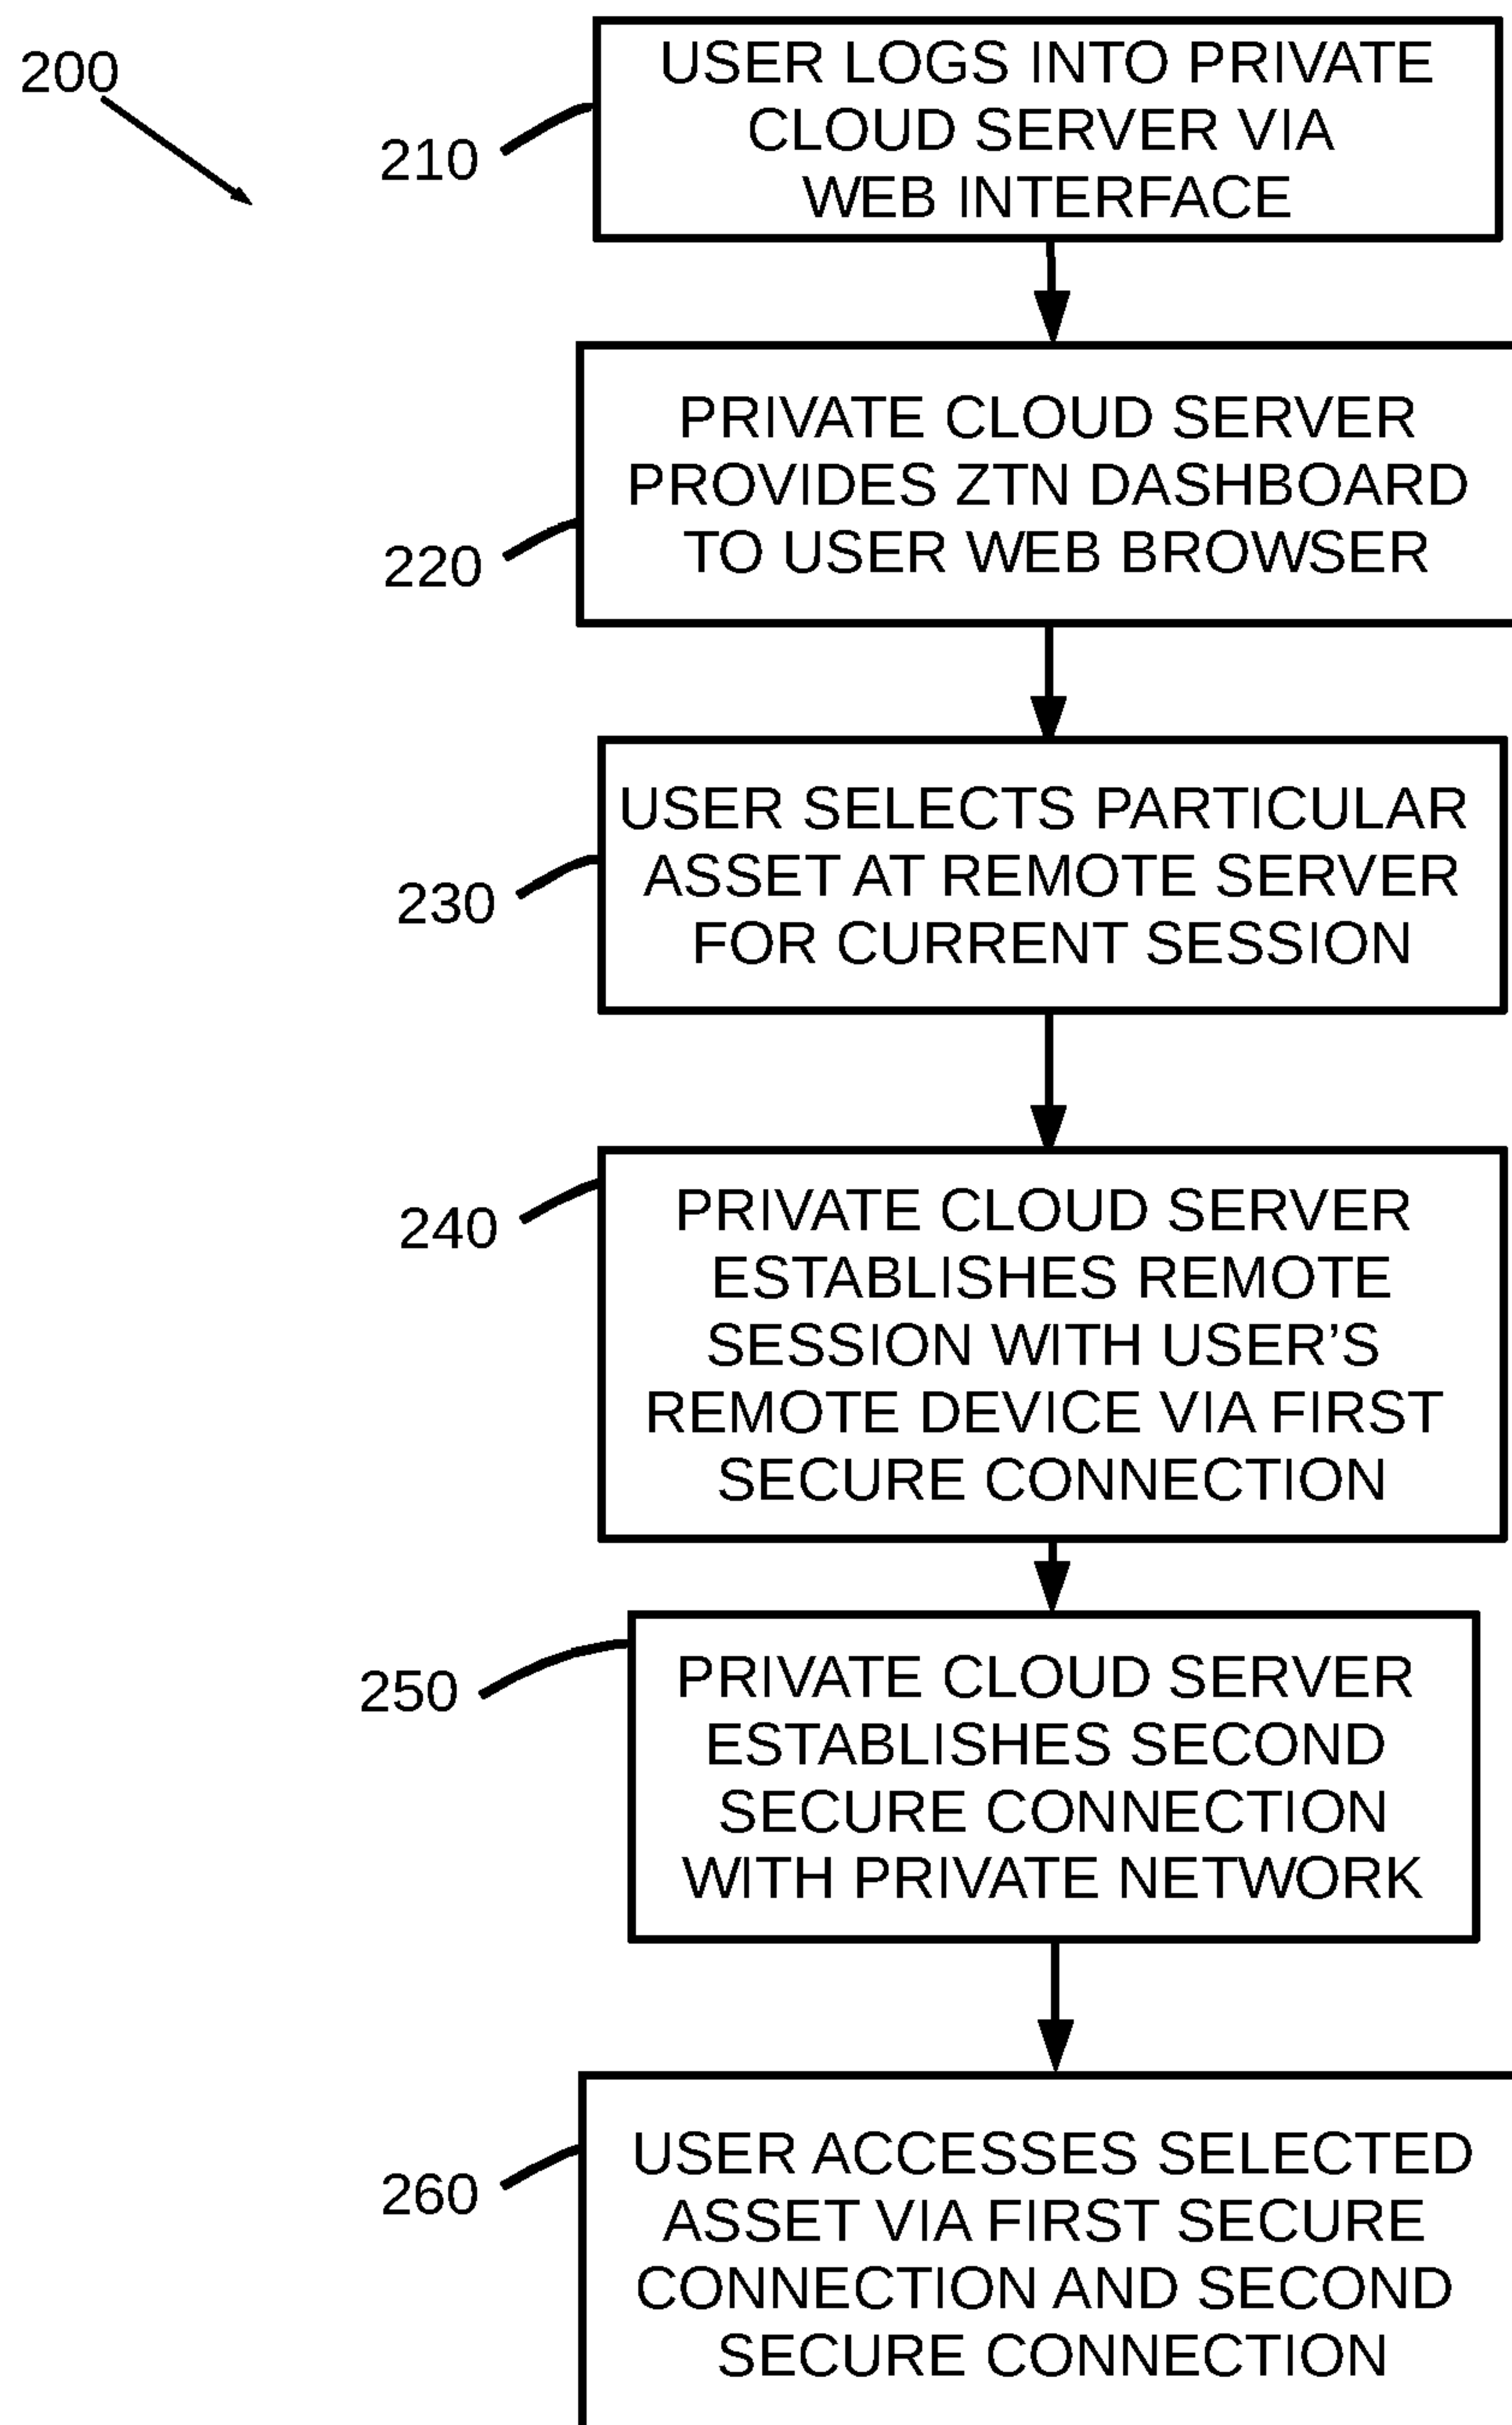 200
210
USER LOGS INTO PRIVATE
CLOUD SERVER VIA
WEB INTERFACE
220
PRIVATE CLOUD SERVER
PROVIDES ZTN DASHBOARD
TO USER WEB BROWSER
230
USER SELECTS PARTICULAR
ASSET AT REMOTE SERVER
FOR CURRENT SESSION
240
PRIVATE CLOUD SERVER
ESTABLISHES REMOTE
SESSION WITH USER’S
REMOTE DEVICE VIA FIRST
SECURE CONNECTION
250
PRIVATE CLOUD SERVER
ESTABLISHES SECOND
SECURE CONNECTION
WITH PRIVATE NETWORK
260
USER ACCESSES SELECTED
ASSET VIA FIRST SECURE
CONNECTION AND SECOND
SECURE CONNECTION